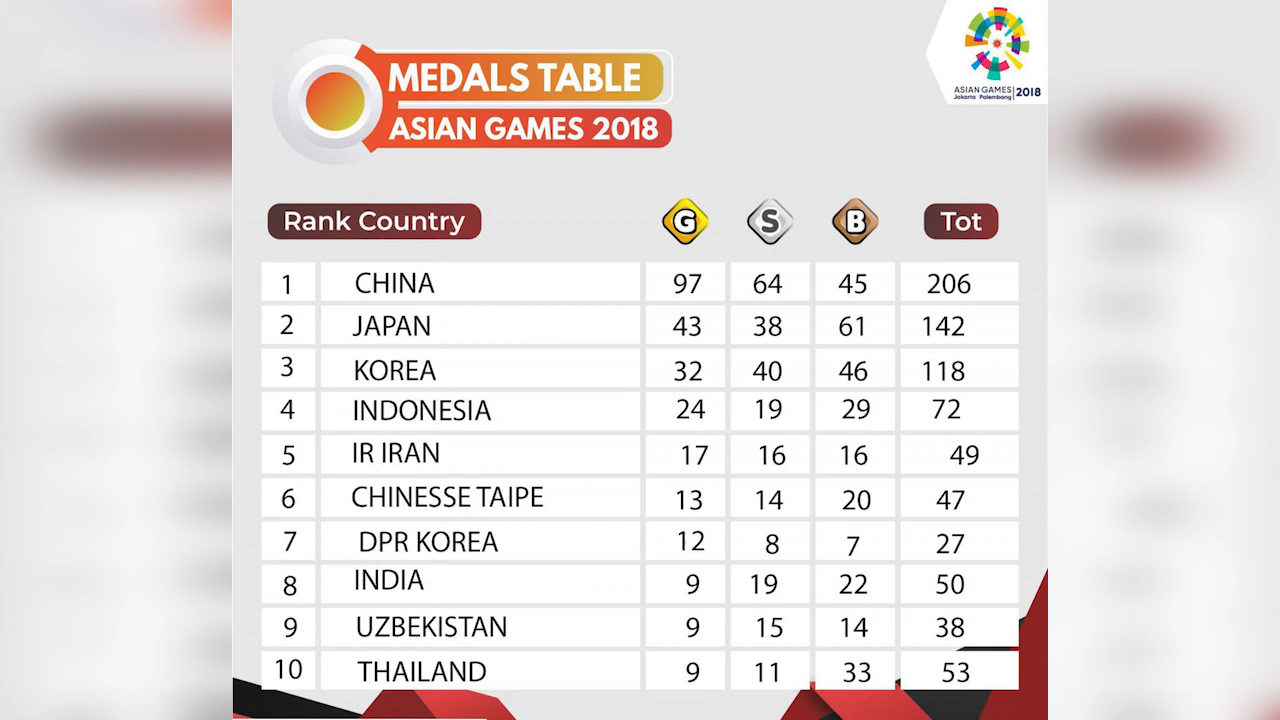 MEDALS TABLE
ASIAN GAMES 2018
ASIAN GAMES
Jakarta Palembang 2018
Rank Country G S B Tot
1 CHINA 97 64 45 206
2 JAPAN 43 38 61 142
3 KOREA 32 40 46 118
4 INDONESIA 24 19 29 72
5 IR IRAN 17 16 16 49
6 CHINESSE TAIPE 13 14 20 47
7 DPR KOREA 12 8 7 27
8 INDIA 9 19 22 50
9 UZBEKISTAN 9 15 14 38
10 THAILAND 9 11 33 53